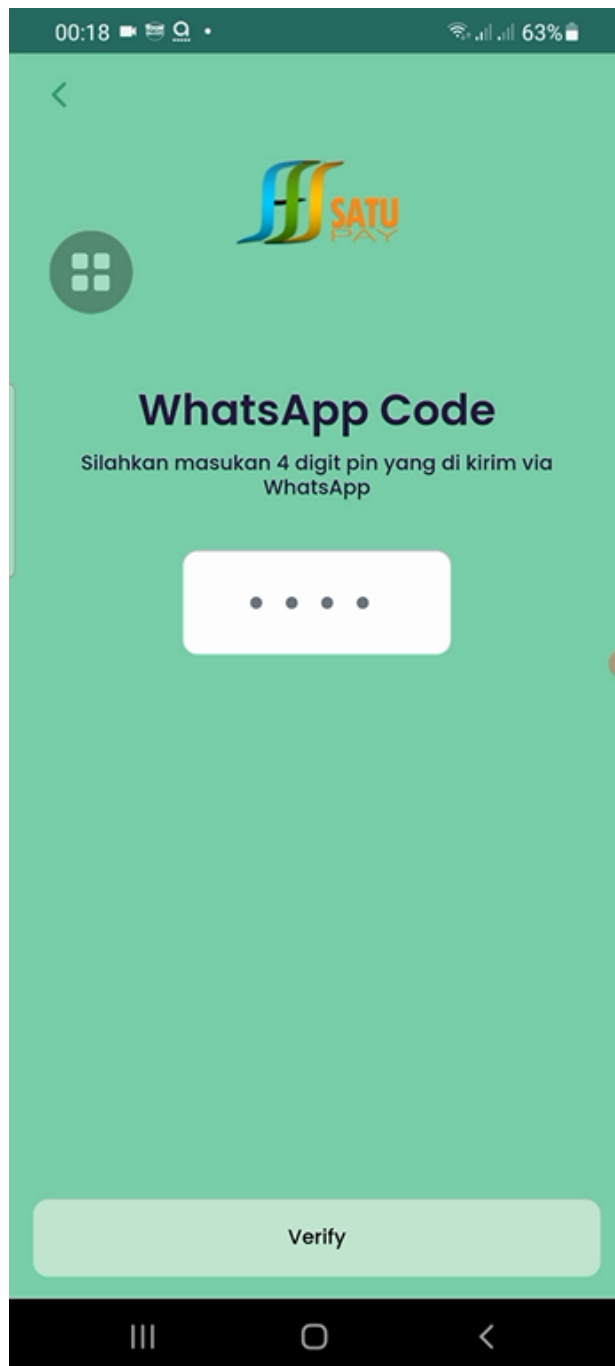 00:18 63%
SATU
PAY
WhatsApp Code
Silahkan masukan 4 digit pin yang di kirim via
WhatsApp
Verify